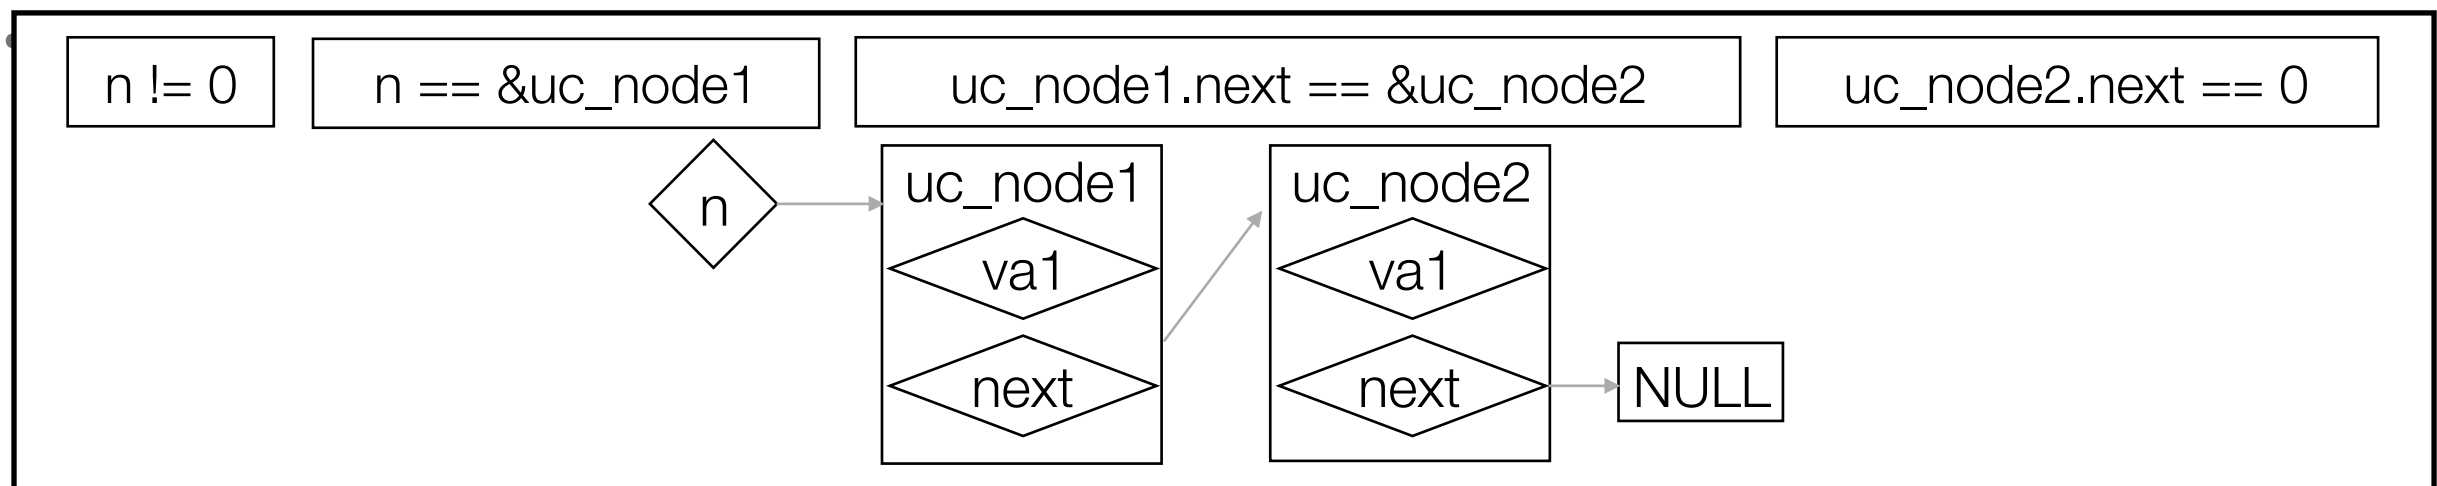 n != 0
n == &uc_node1
uc_node1.next == &uc_node2
uc_node2.next == 0
n
uc_node1
va1
next
uc_node2
va1
next
NULL